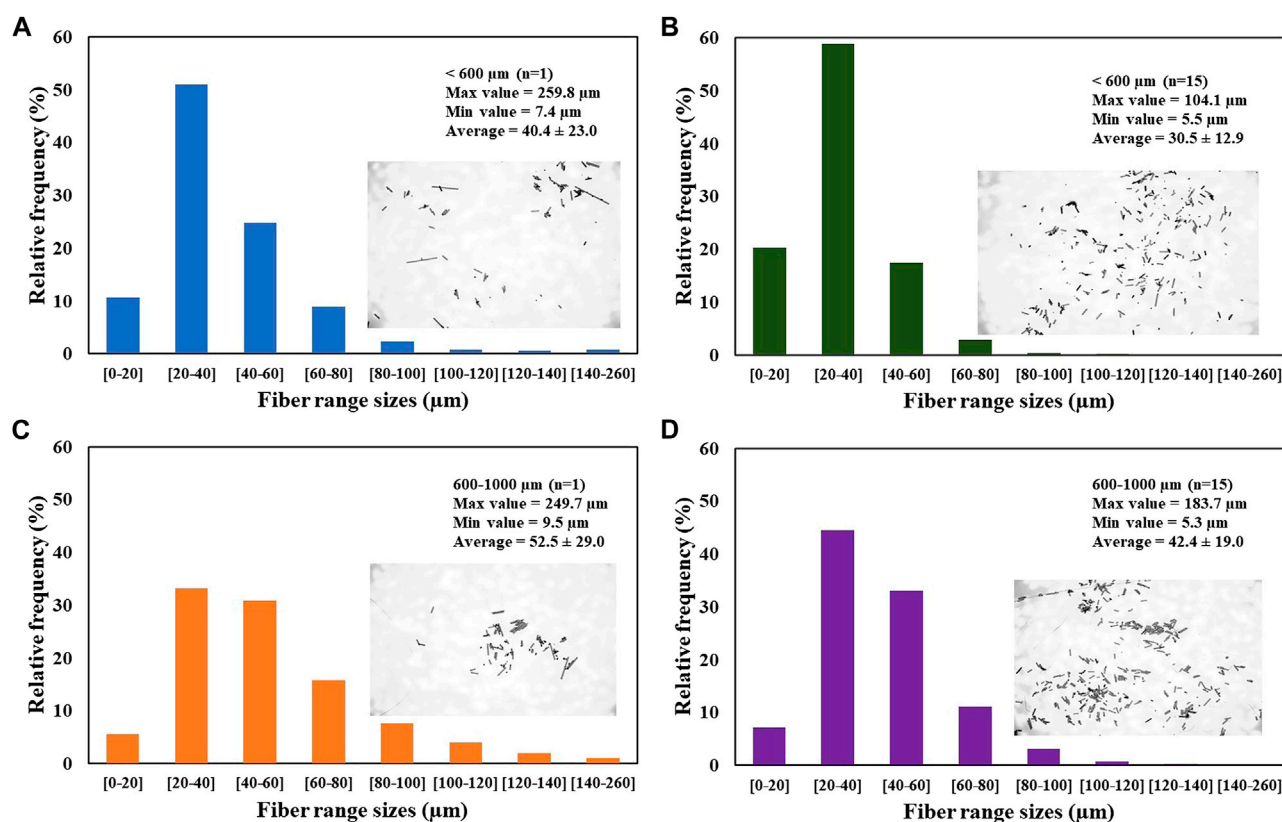 A
Relative frequency (%)
60
50
40
30
20
10
0
< 600 µm (n=1)
Max value = 259.8 µm
Min value = 7.4 µm
Average = 40.4 ± 23.0
[0-20] [20-40] [40-60] [60-80] [80-100] [100-120] [120-140] [140-260]
Fiber range sizes (µm)
B
Relative frequency (%)
60
50
40
30
20
10
0
< 600 µm (n=15)
Max value = 104.1 µm
Min value = 5.5 µm
Average = 30.5 ± 12.9
[0-20] [20-40] [40-60] [60-80] [80-100] [100-120] [120-140] [140-260]
Fiber range sizes (µm)
C
Relative frequency (%)
60
50
40
30
20
10
0
600-1000 µm (n=1)
Max value = 249.7 µm
Min value = 9.5 µm
Average = 52.5 ± 29.0
[0-20] [20-40] [40-60] [60-80] [80-100] [100-120] [120-140] [140-260]
Fiber range sizes (µm)
D
Relative frequency (%)
60
50
40
30
20
10
0
600-1000 µm (n=15)
Max value = 183.7 µm
Min value = 5.3 µm
Average = 42.4 ± 19.0
[0-20] [20-40] [40-60] [60-80] [80-100] [100-120] [120-140] [140-260]
Fiber range sizes (µm)